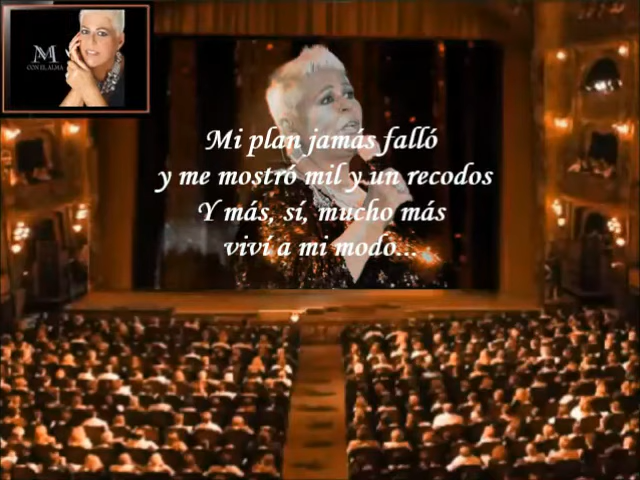 M
CON EL ALMA
Mi plan jamás falló
y me mostró mil y un recodos
Y más, sí, mucho más
viví a mi modo...